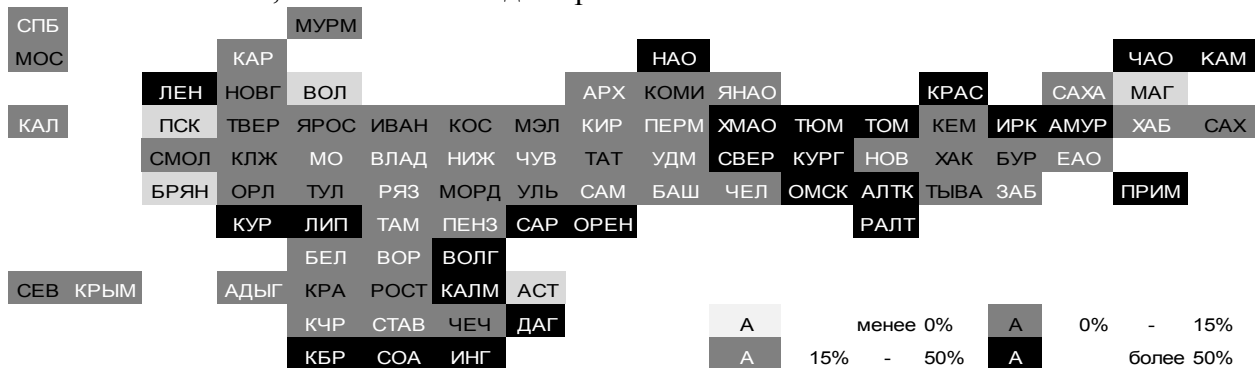 СПБ МУРМ
МОС КАР НАО ЧАО КАМ
ЛЕН НОВГ ВОЛ АРХ КОМИ ЯНАО КРАС САХА МАГ
КАЛ ПСК ТВЕР ЯРОС ИВАН КОС МЭЛ КИР ПЕРМ ХМАО ТЮМ ТОМ КЕМ ИРК АМУР ХАБ САХ
СМОЛ КЛЖ МО ВЛАД НИЖ ЧУВ ТАТ УДМ СВЕР КУРГ НОВ ХАК БУР ЕАО
БРЯН ОРЛ ТУЛ РЯЗ МОРД УЛЬ САМ БАШ ЧЕЛ ОМСК АЛТК ТЫВА ЗАБ ПРИМ
КУР ЛИП ТАМ ПЕНЗ САР ОРЕН РАЛТ
БЕЛ ВОР ВОЛГ
СЕВ КРЫМ АДЫГ КРА РОСТ КАЛМ АСТ
КЧР СТАВ ЧЕЧ ДАГ А менее 0% А 0% - 15%
КБР СОА ИНГ А 15% - 50% А более 50%